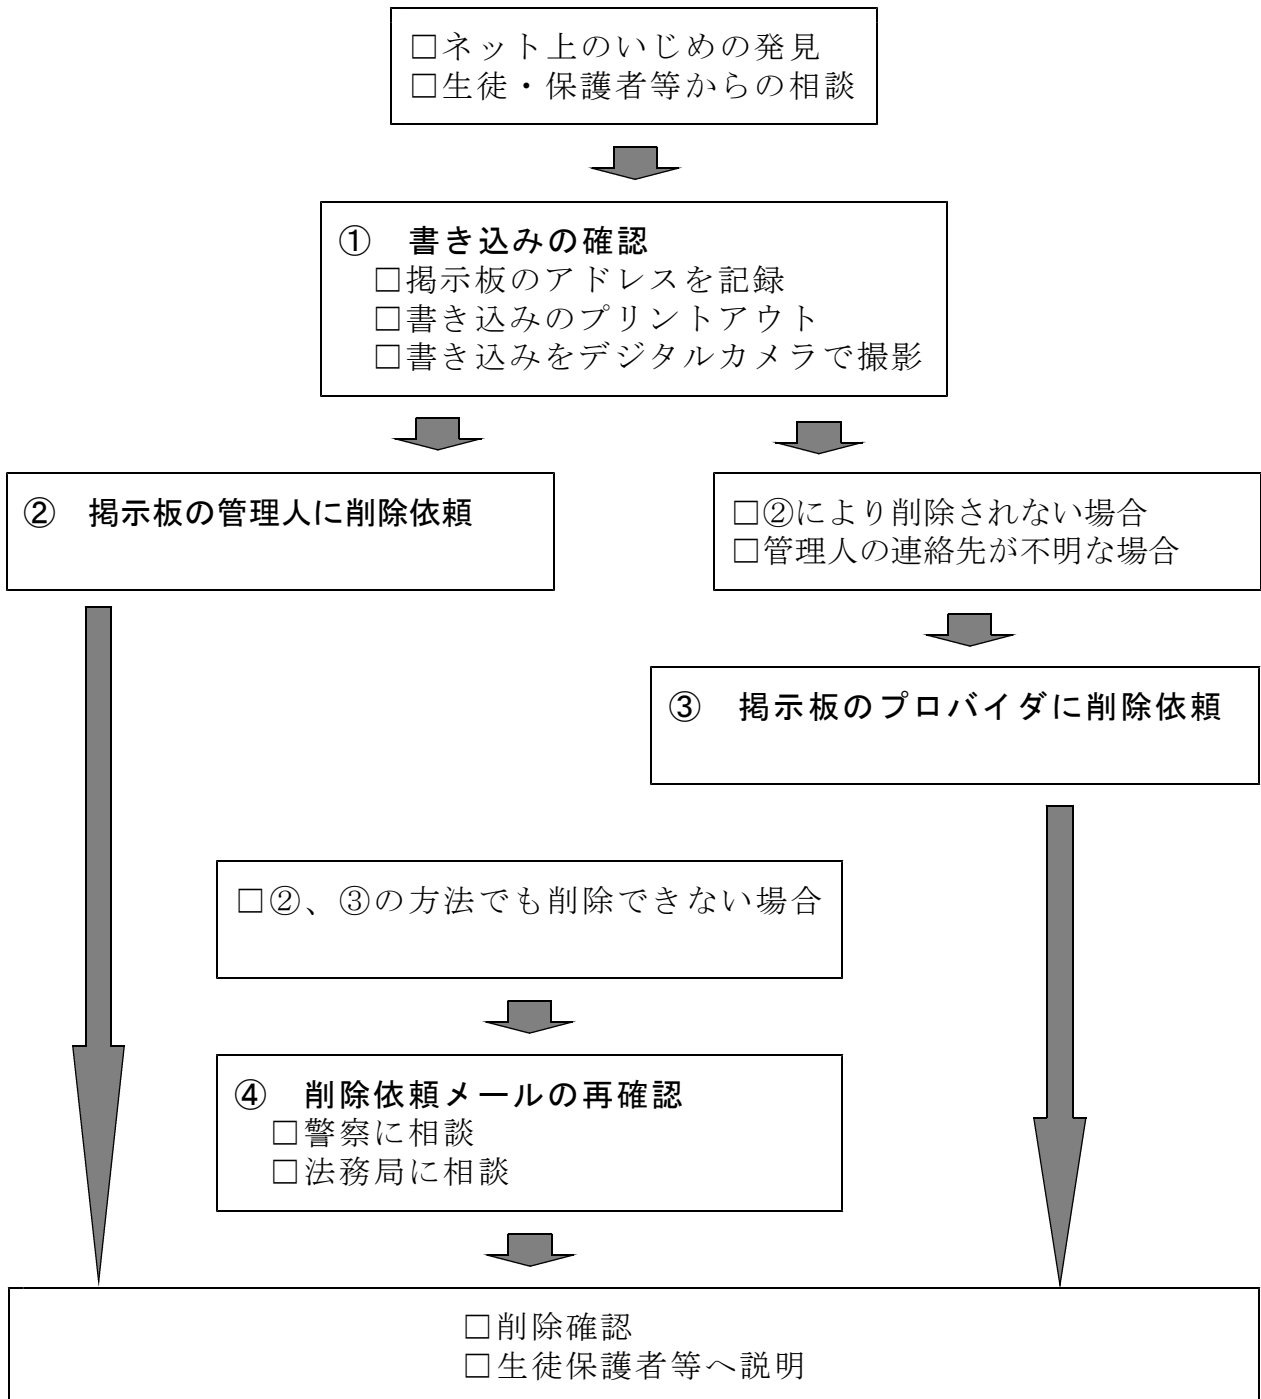 □ネット上のいじめの発見
□生徒・保護者等からの相談
① 書き込みの確認
□掲示板のアドレスを記録
□書き込みのプリントアウト
□書き込みをデジタルカメラで撮影
② 掲示板の管理人に削除依頼
□②により削除されない場合
□管理人の連絡先が不明な場合
③ 掲示板のプロバイダに削除依頼
□②、③の方法でも削除できない場合
④ 削除依頼メールの再確認
□警察に相談
□法務局に相談
□削除確認
□生徒保護者等へ説明